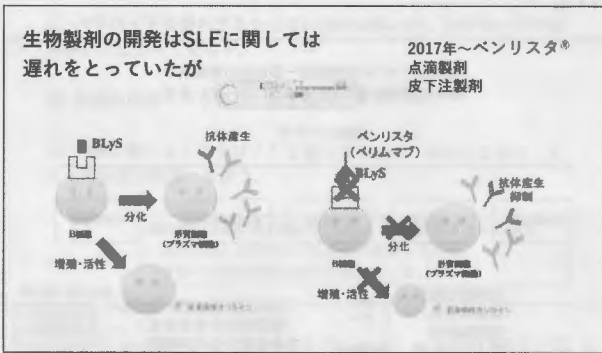 生物製剤の開発はSLEに関しては
遅れをとっていたが
2017年～ベンリスタ®
点滴製剤
皮下注製剤
BLyS
抗体産生
分化
B細胞
形質細胞
(プラズマ細胞)
増殖・活性
ベンリスタ
(ベリムマブ)
BLyS
抗体産生
抑制
分化
B細胞
形質細胞
(プラズマ細胞)
増殖・活性